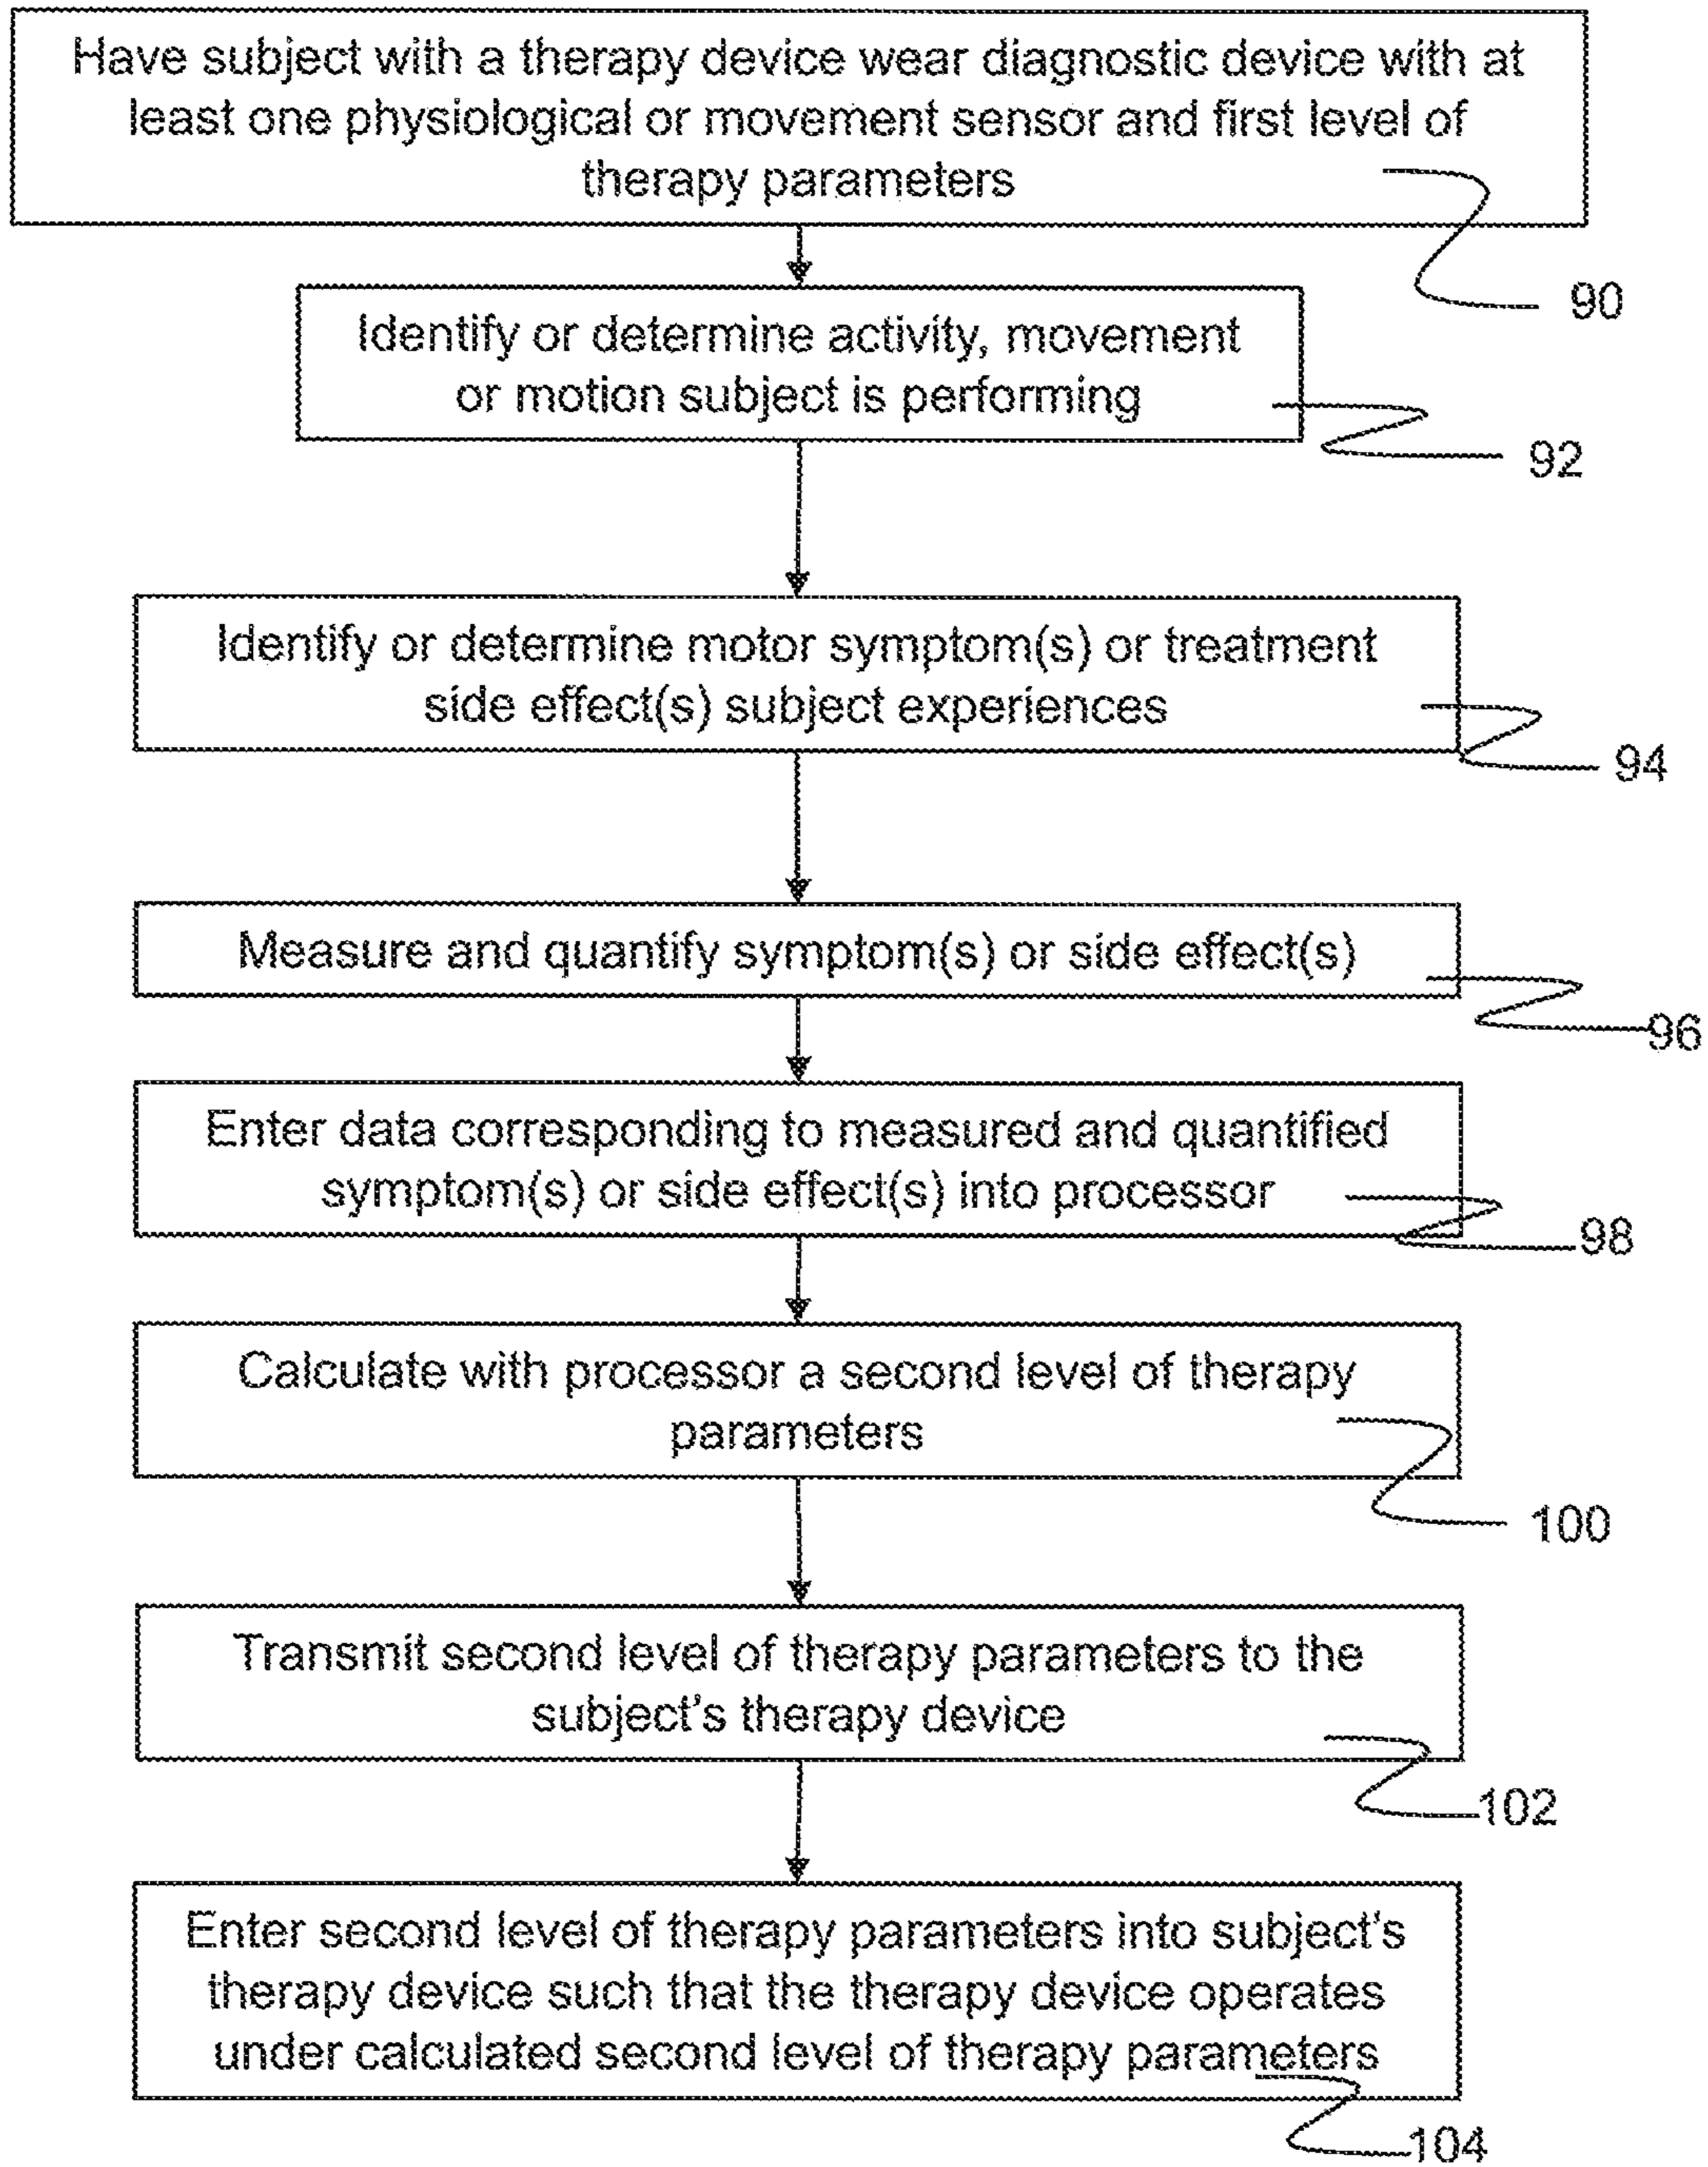 Have subject with a therapy device wear diagnostic device with at
least one physiological or movement sensor and first level of
therapy parameters
90
Identify or determine activity, movement
or motion subject is performing
92
Identify or determine motor symptom(s) or treatment
side effect(s) subject experiences
94
Measure and quantify symptom(s) or side effect(s)
96
Enter data corresponding to measured and quantified
symptom(s) or side effect(s) into processor
98
Calculate with processor a second level of therapy
parameters
100
Transmit second level of therapy parameters to the
subject's therapy device
102
Enter second level of therapy parameters into subject's
therapy device such that the therapy device operates
under calculated second level of therapy parameters
104